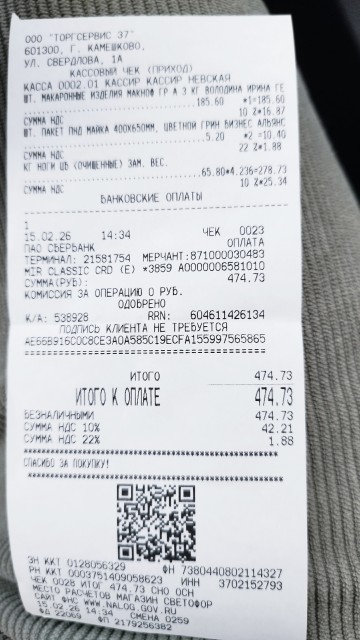 ООО "ТОРГСЕРВИС 37"
601300, Г. КАМЕШКОВО,
УЛ. СВЕРДЛОВА, 1А
КАССОВЫЙ ЧЕК (ПРИХОД)
КАССА 0002.01 КАССИР КАССИР НЕВСКАЯ
ШТ. МАКАРОННЫЕ ИЗДЕЛИЯ МАКНОФ ГР А 3 КГ ВОЛОДИНА ИРИНА ГЕ
185.60 *1=185.60
СУММА НДС 10 %*16.87
ШТ. ПАКЕТ ПНД МАЙКА 400Х650ММ, ЦВЕТНОЙ ГРИН БИЗНЕС АЛЬЯНС
5.20 *2 =10.40
СУММА НДС 22 %*1.88
КГ НОГИ ЦБ (ОЧИЩЕННЫЕ) ЗАМ. ВЕС.
65.80*4.236=278.73
СУММА НДС 10 %*25.34
БАНКОВСКИЕ ОПЛАТЫ
1
15.02.26 14:34 ЧЕК 0023
ПАО СБЕРБАНК ОПЛАТА
ТЕРМИНАЛ: 21581754 МЕРЧАНТ:871000030483
MIR CLASSIC CRD (E) *3859 A0000006581010
СУММА(РУБ): 474.73
КОМИССИЯ ЗА ОПЕРАЦИЮ 0 РУБ.
ОДОБРЕНО
К/А: 538928 RRN: 604611426134
ПОДПИСЬ КЛИЕНТА НЕ ТРЕБУЕТСЯ
AE66B916C0C8CE3A0A585C19ECFA155997565865
ИТОГО 474.73
ИТОГО К ОПЛАТЕ 474.73
БЕЗНАЛИЧНЫМИ 474.73
СУММА НДС 10% 42.21
СУММА НДС 22% 1.88
СПАСИБО ЗА ПОКУПКУ!
ЗН ККТ 0128056329 ФН 7380440802114327
РН ККТ 0003751409058623 ИНН 3702152793
ЧЕК 0028 ИТОГ 474.73 СНО ОСН
МЕСТО РАСЧЕТОВ МАГАЗИН СВЕТОФОР
САЙТ ФНС WWW.NALOG.GOV.RU
15.02.26 14:34 СМЕНА 0259
ФД 22069 ФП 2179256382